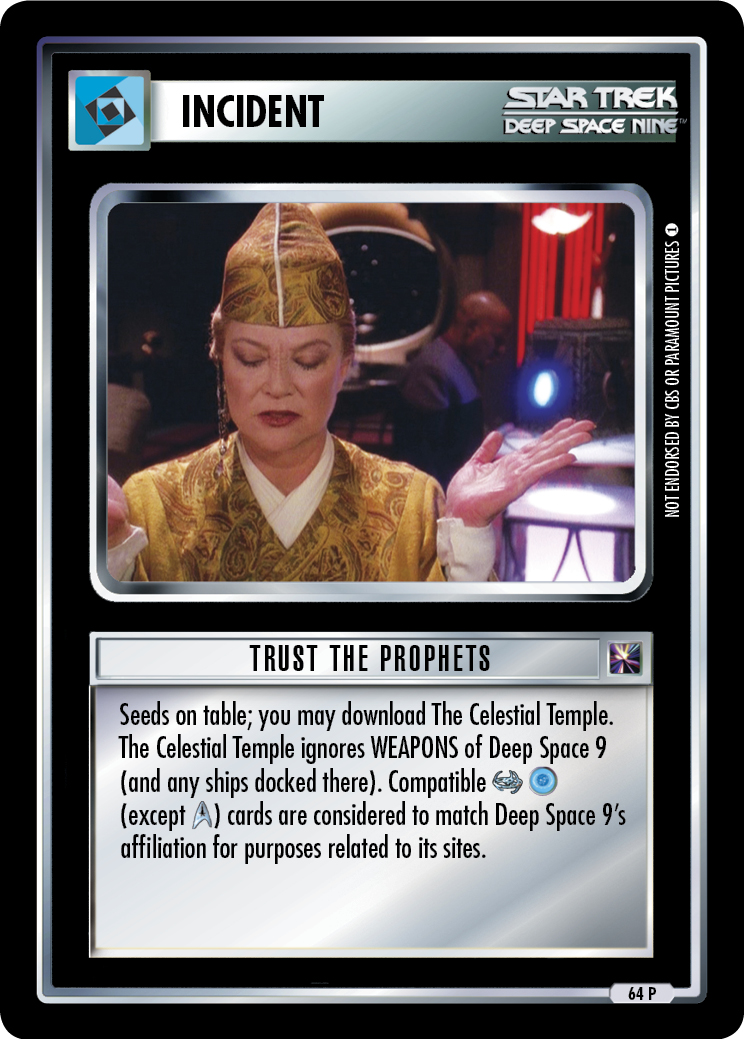 INCIDENT
STAR TREK
DEEP SPACE NINE™
NOT ENDORSED BY CBS OR PARAMOUNT PICTURES 1
TRUST THE PROPHETS
Seeds on table; you may download The Celestial Temple.
The Celestial Temple ignores WEAPONS of Deep Space 9
(and any ships docked there). Compatible
(except ) cards are considered to match Deep Space 9's
affiliation for purposes related to its sites.
64 P